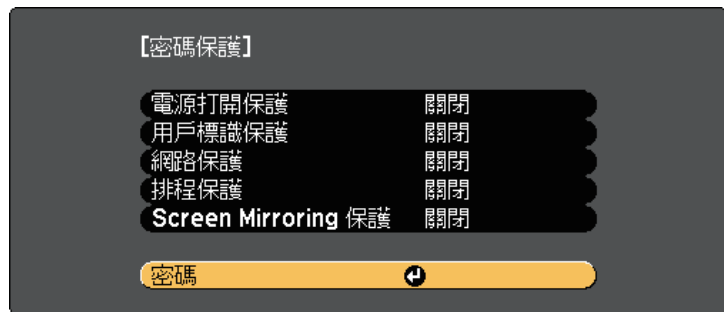 【密碼保護】
電源打開保護 關閉
用戶標識保護 關閉
網路保護 關閉
排程保護 關閉
Screen Mirroring 保護 關閉
密碼